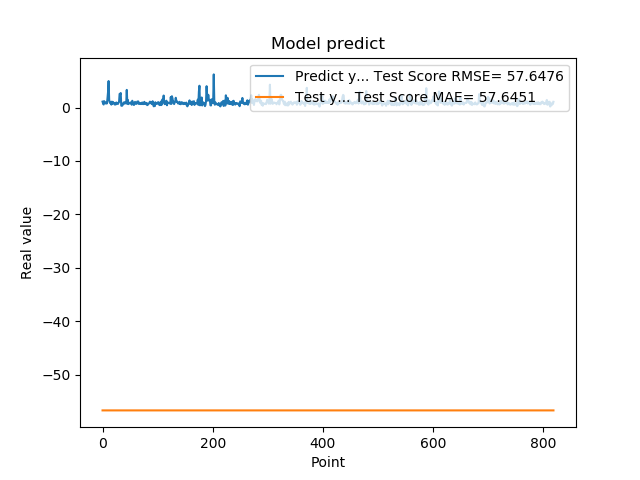 Model predict
Predict y... Test Score RMSE= 57.6476
Test y... Test Score MAE= 57.6451
0
−10
−20
−30
−40
−50
Real value
0 200 400 600 800
Point